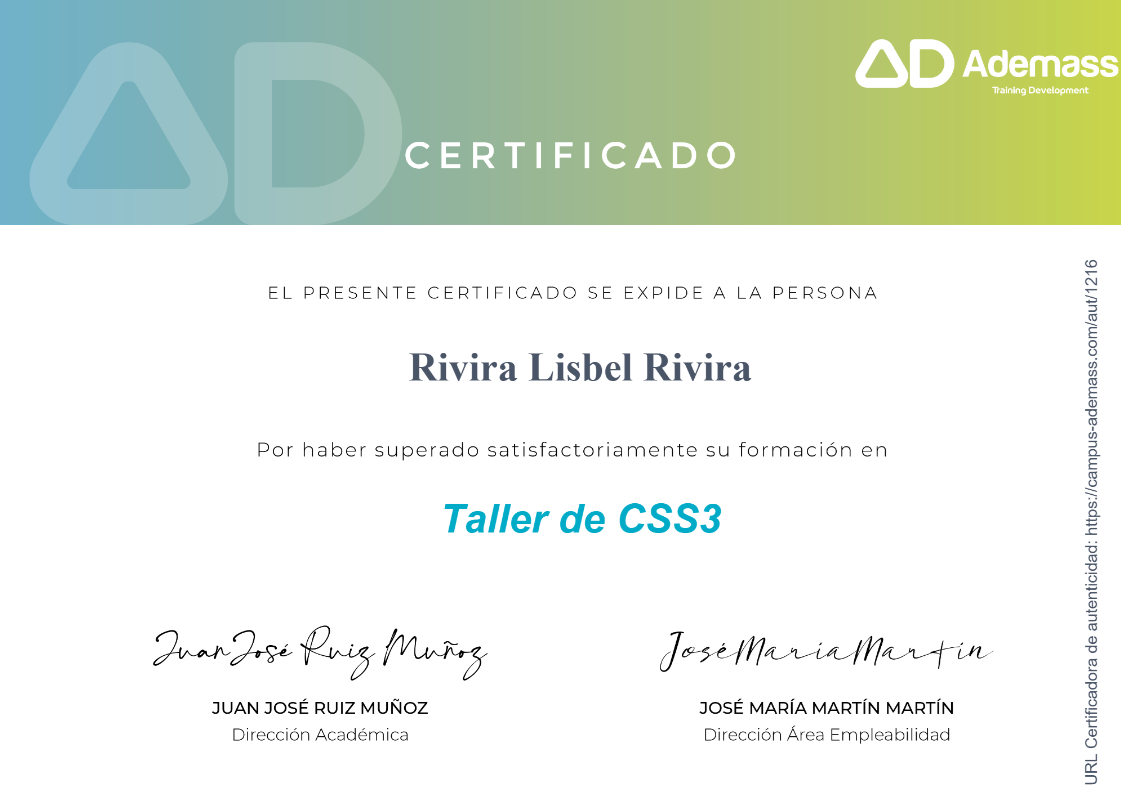 AD Ademass
Training Development
AD
CERTIFICADO
EL PRESENTE CERTIFICADO SE EXPIDE A LA PERSONA
Rivira Lisbel Rivira
Por haber superado satisfactoriamente su formación en
Taller de CSS3
Juan José Ruiz Muñoz
José María Martín
JUAN JOSÉ RUIZ MUÑOZ
JOSÉ MARÍA MARTÍN MARTÍN
Dirección Académica
Dirección Área Empleabilidad
URL Certificadora de autenticidad: https://campus-ademass.com/aut/1216